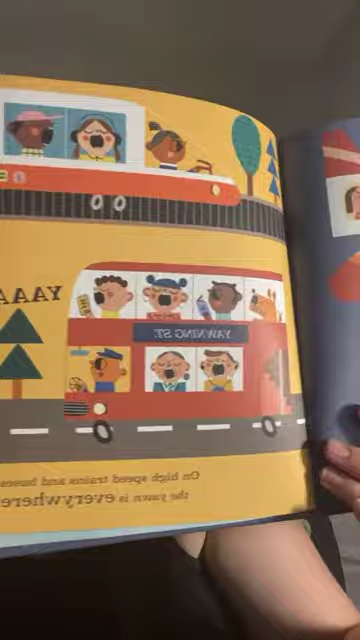 YAAA
YAWNING ST.
On high speed trains and buses
the yawn is everywhere